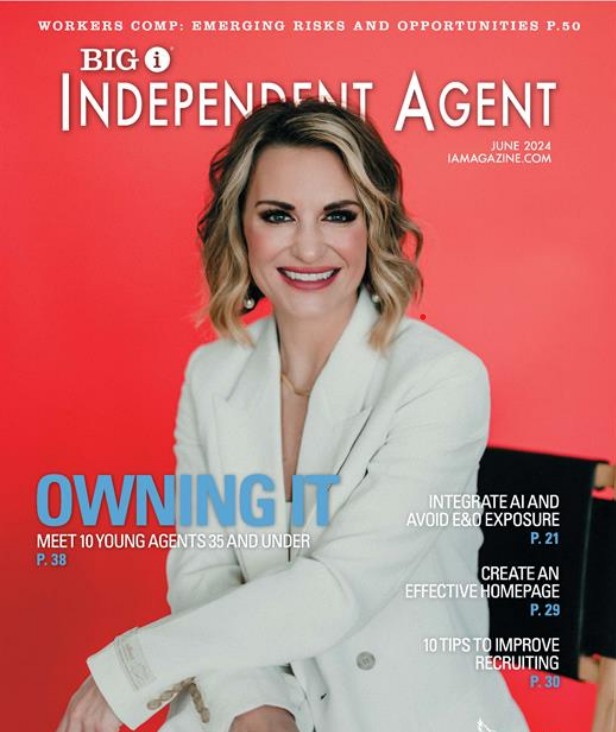 WORKERS COMP: EMERGING RISKS AND OPPORTUNITIES P.50
BIG i
INDEPENDENT AGENT
JUNE 2024
IAMAGAZINE.COM
OWNING IT
MEET 10 YOUNG AGENTS 35 AND UNDER
P. 38
INTEGRATE AI AND
AVOID E&O EXPOSURE
P. 21
CREATE AN
EFFECTIVE HOMEPAGE
P. 29
10 TIPS TO IMPROVE
RECRUITING
P. 30